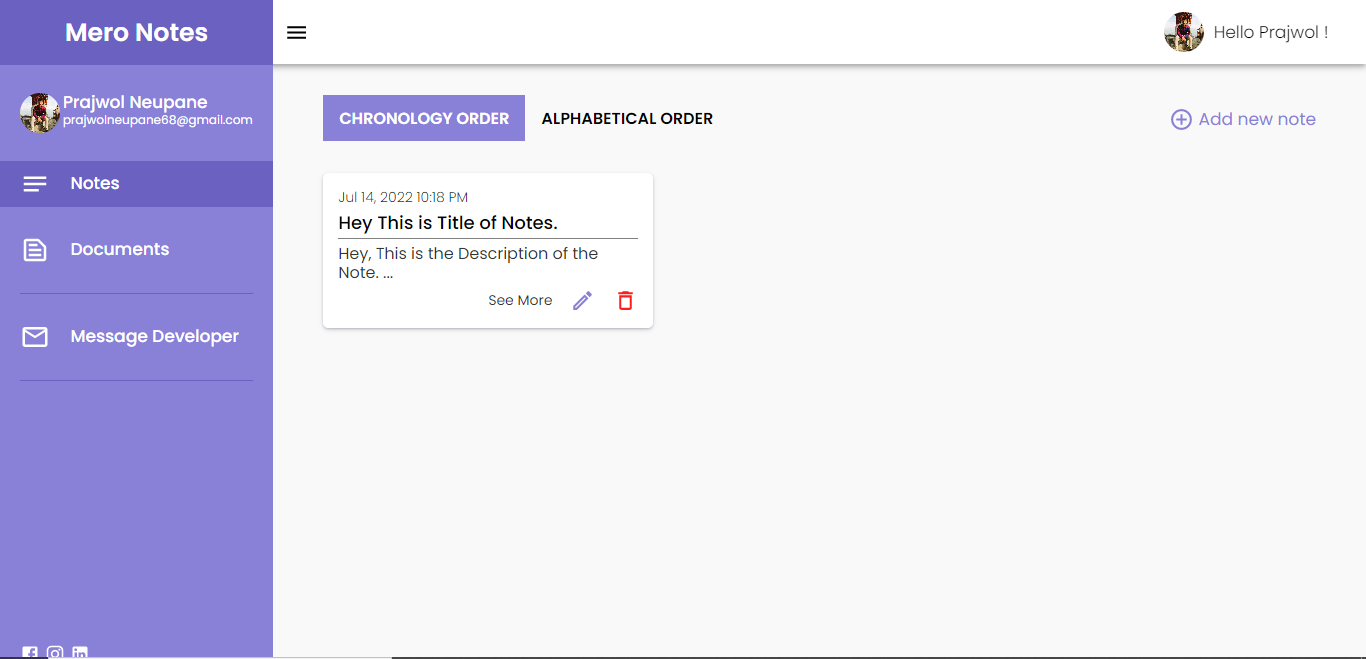 Mero Notes
Hello Prajwol !
Prajwol Neupane
prajwolneupane68@gmail.com
Notes
Documents
Message Developer
CHRONOLOGY ORDER
ALPHABETICAL ORDER
Add new note
Jul 14, 2022 10:18 PM
Hey This is Title of Notes.
Hey, This is the Description of the
Note. ...
See More